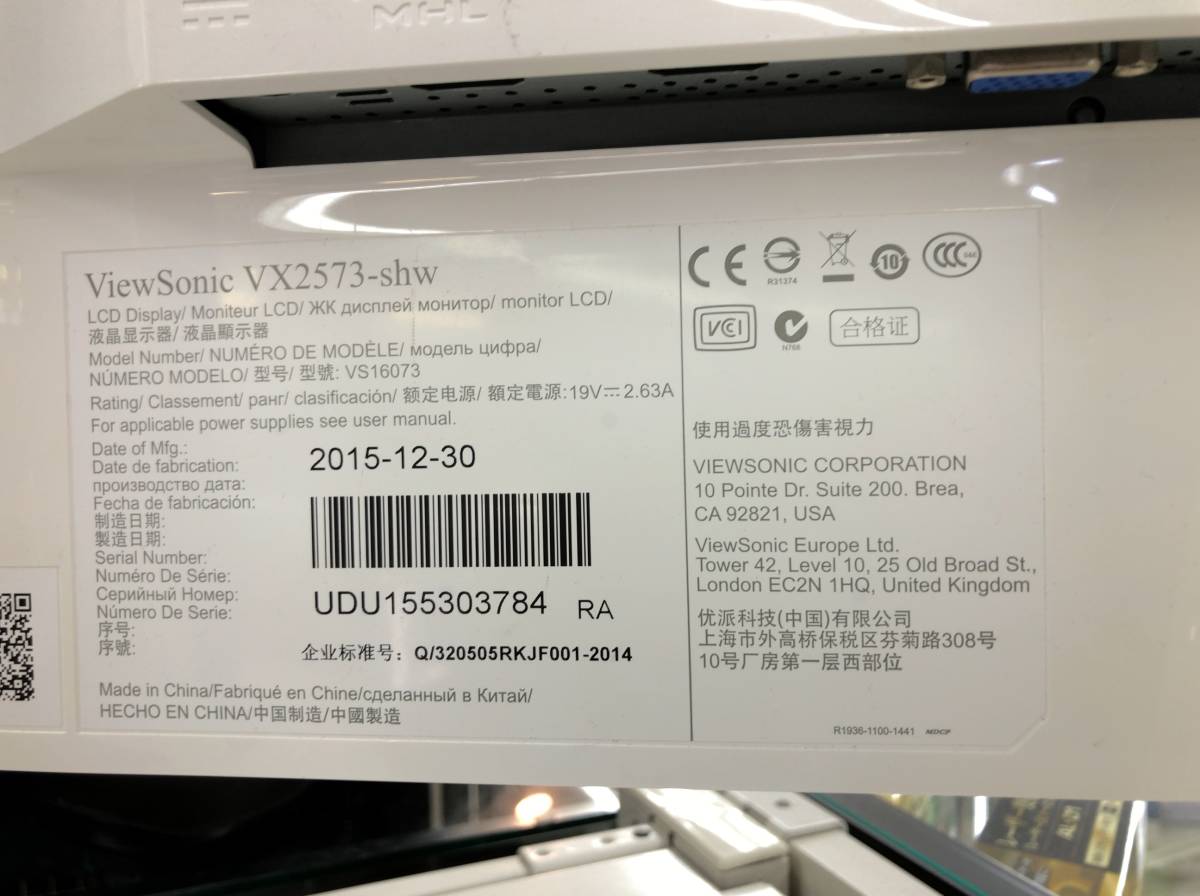 MHL
ViewSonic VX2573-shw
LCD Display/ Moniteur LCD/ ЖК дисплей монитор/ monitor LCD/
液晶显示器/ 液晶顯示器
Model Number/ NUMÉRO DE MODÈLE/ модель цифра/
NÚMERO MODELO/ 型号/ 型號: VS16073
Rating/ Classement/ ранг/ clasificación/ 额定电源/ 額定電源:19V⎓2.63A
For applicable power supplies see user manual.
Date of Mfg.:
Date de fabrication:
производство дата:
Fecha de fabricación:
制造日期:
製造日期:
2015-12-30
Serial Number:
Numéro De Série:
Серийный Номер:
Número De Serie:
序号:
序號:
UDU155303784 RA
企业标准号：Q/320505RKJF001-2014
Made in China/Fabriqué en Chine/сделанный в Китай/
HECHO EN CHINA/中国制造/中國製造
CE
R31374
10
CCC
VCI
N766
合格证
使用過度恐傷害視力
VIEWSONIC CORPORATION
10 Pointe Dr. Suite 200. Brea,
CA 92821, USA
ViewSonic Europe Ltd.
Tower 42, Level 10, 25 Old Broad St.,
London EC2N 1HQ, United Kingdom
优派科技(中国)有限公司
上海市外高桥保税区芬菊路308号
10号厂房第一层西部位
R1936-1100-1441 MDCP